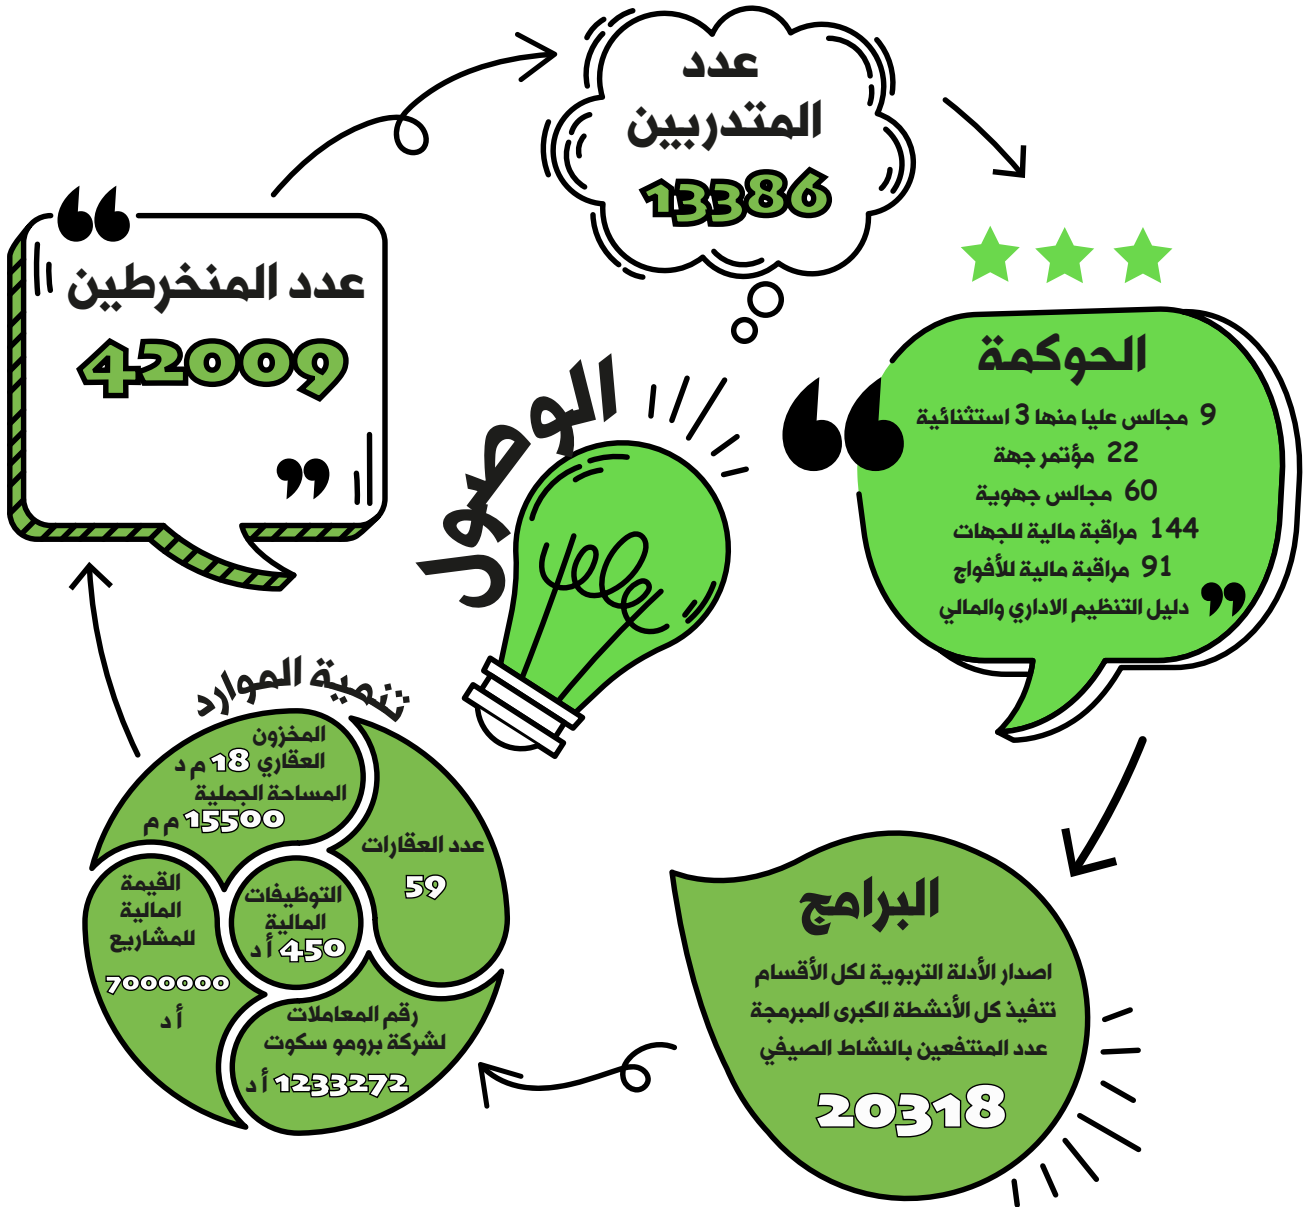 عدد
المتدربين
13386
عدد المنخرطين
42009
الوصول
الحوكمة
9 مجالس عليا منها 3 استثنائية
22 مؤتمر جهة
60 مجالس جهوية
144 مراقبة مالية للجهات
91 مراقبة مالية للأفواج
دليل التنظيم الاداري والمالي
البرامج
اصدار الأدلة التربوية لكل الأقسام
تنفيذ كل الأنشطة الكبرى المبرمجة
عدد المنتفعين بالنشاط الصيفي
20318
تنمية الموارد
المخزون
العقاري 18 م د
المساحة الجملية
15500 م م
عدد العقارات
59
القيمة
المالية
للمشاريع
7000000
أ د
التوظيفات
المالية
450 أ د
رقم المعاملات
لشركة برومو سكوت
1233272 أ د